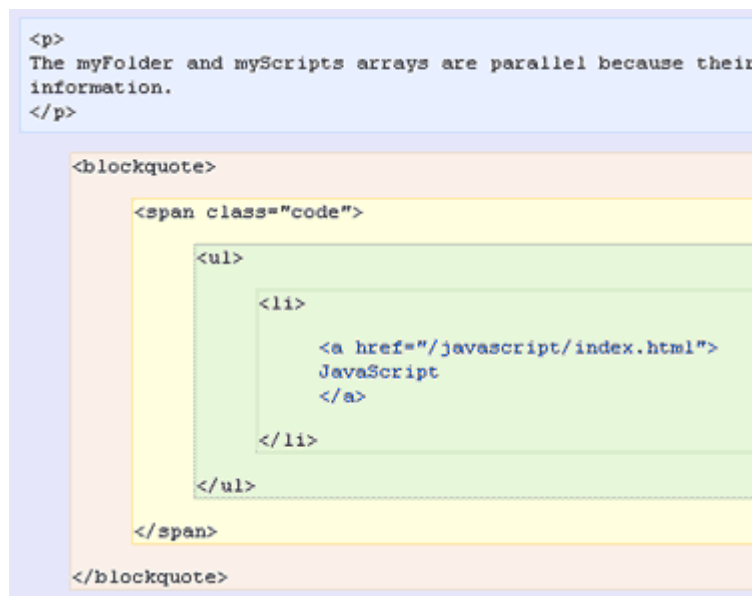 <p>
The myFolder and myScripts arrays are parallel because their
information.
</p>
<blockquote>
<span class="code">
<ul>
<li>
<a href="/javascript/index.html">
JavaScript
</a>
</li>
</ul>
</span>
</blockquote>